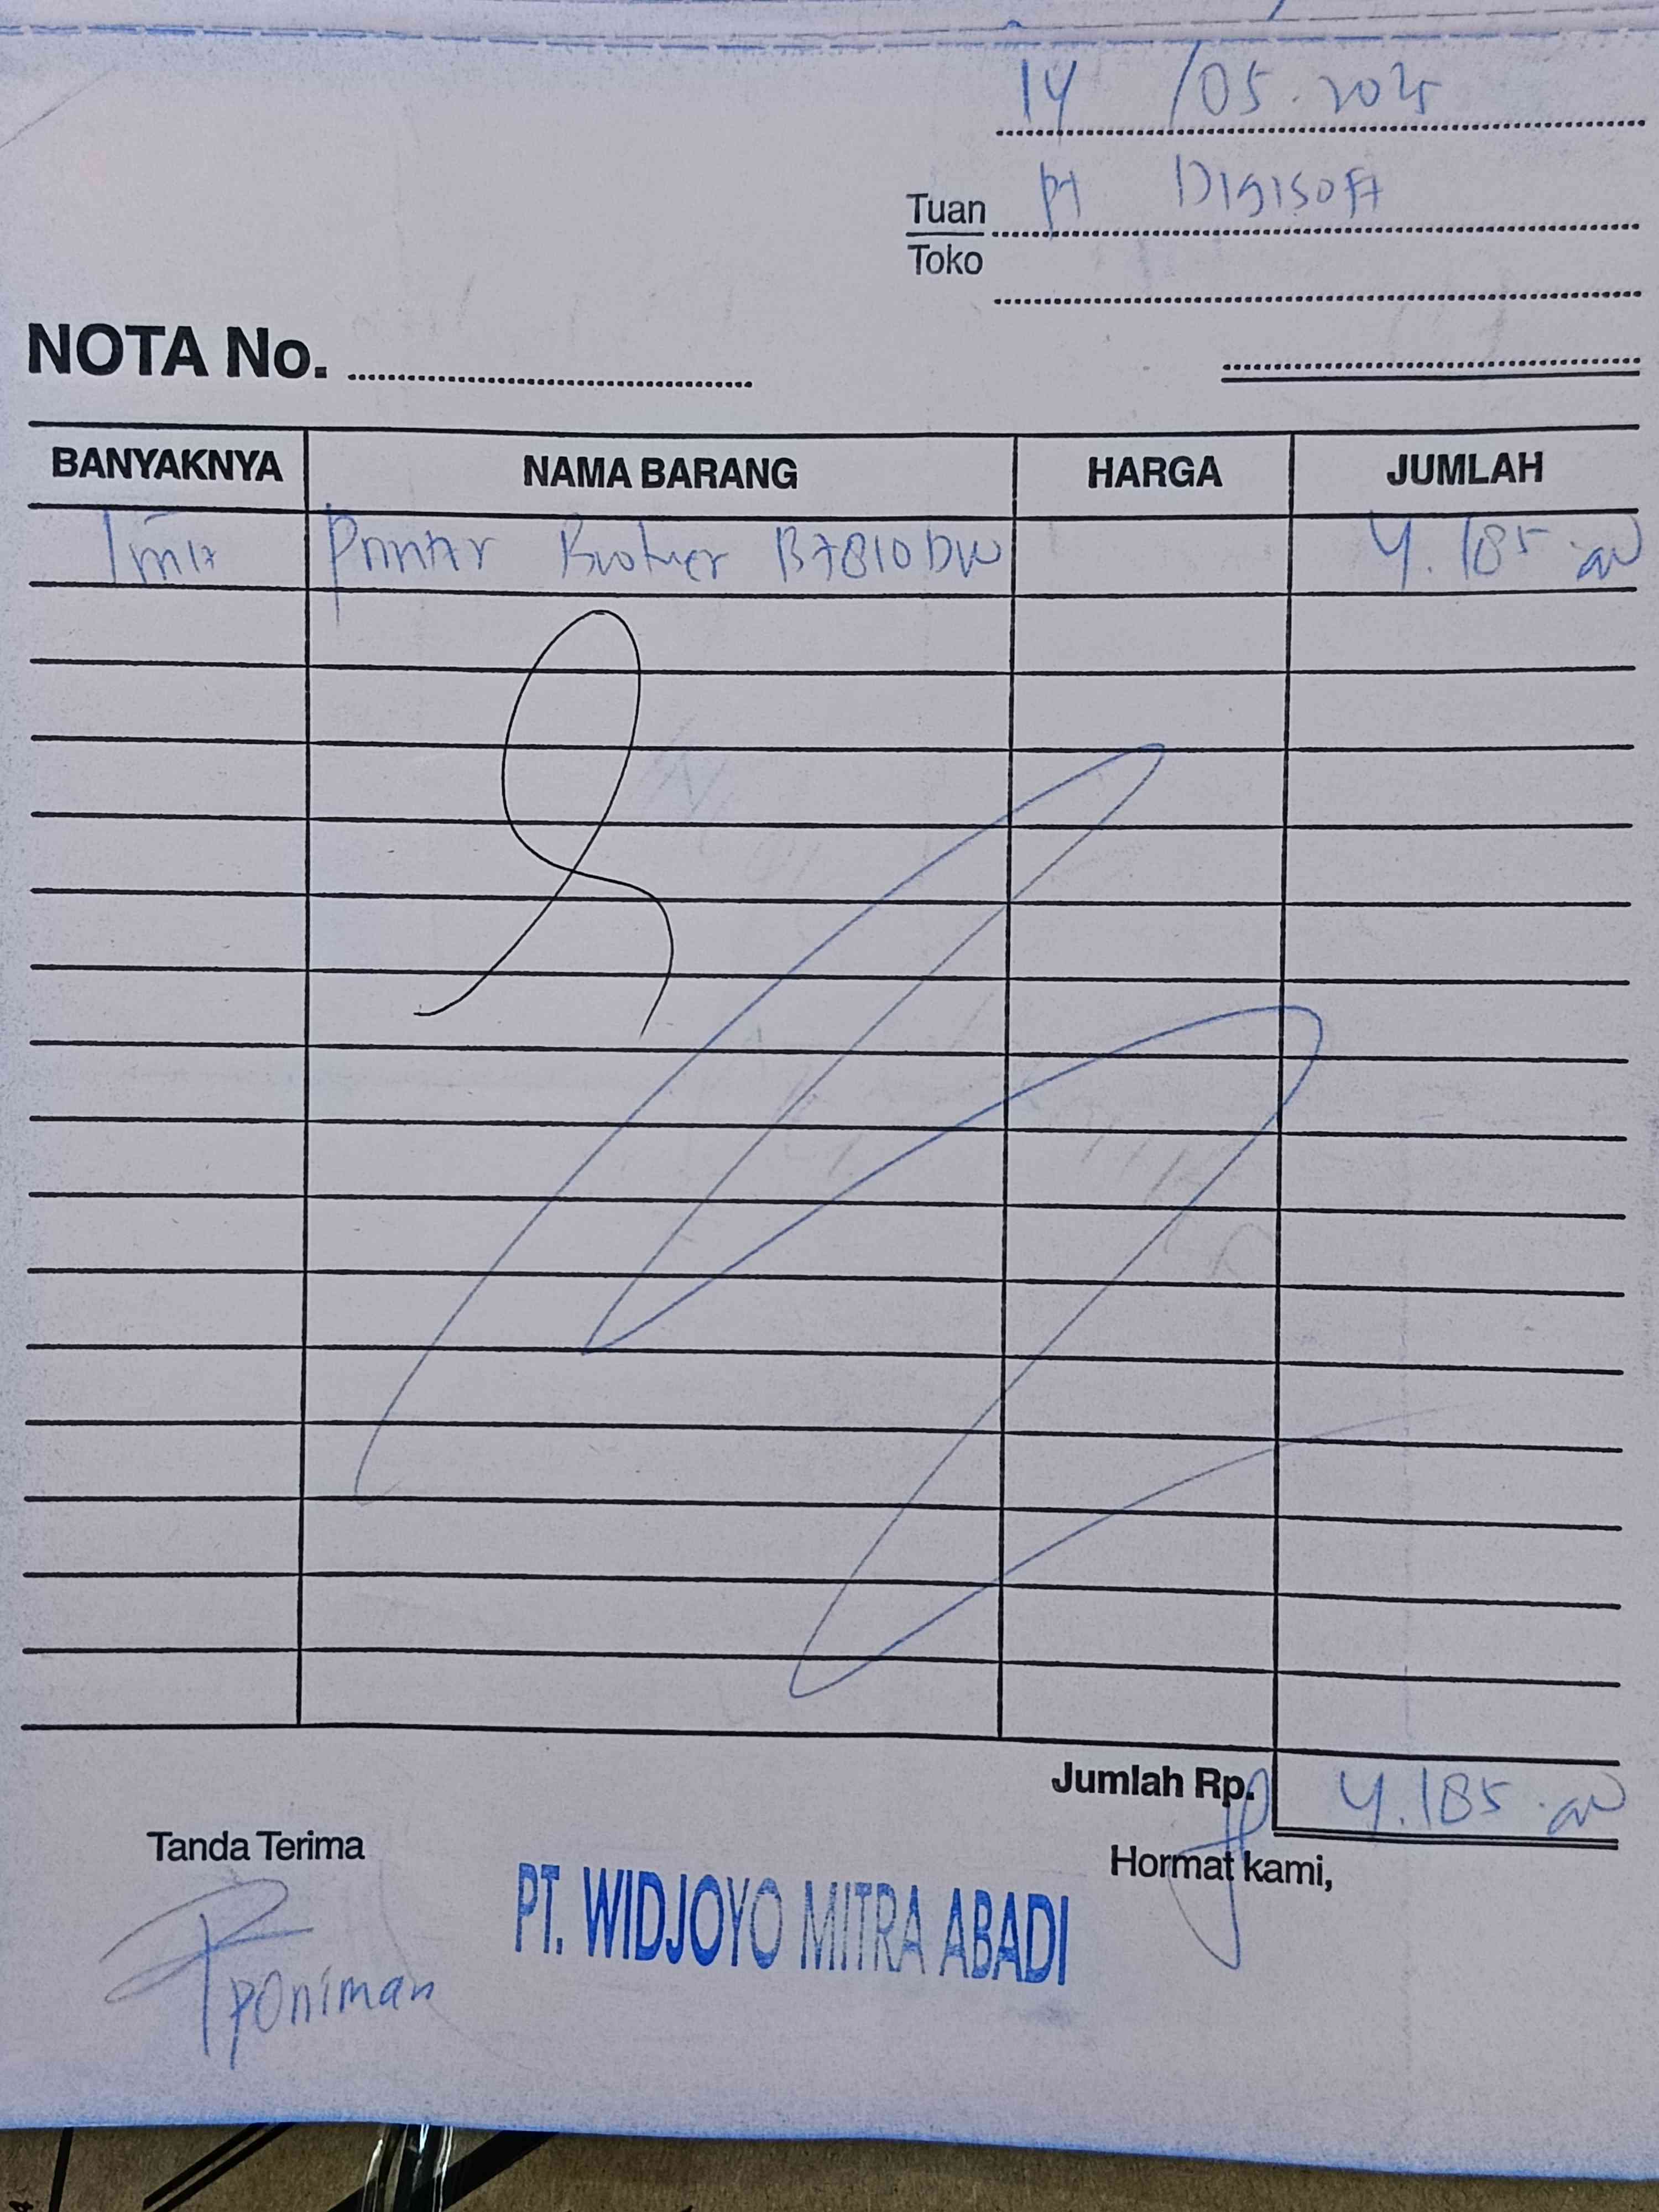 14 /05.2025
Tuan PT Digisoft
Toko
NOTA No.
BANYAKNYA NAMA BARANG HARGA JUMLAH
1 unit Printer Brother B7810DW 4.185.000
Jumlah Rp. 4.185.000
Tanda Terima
Hormat kami,
PT. WIDJOYO MITRA ABADI
Poniman